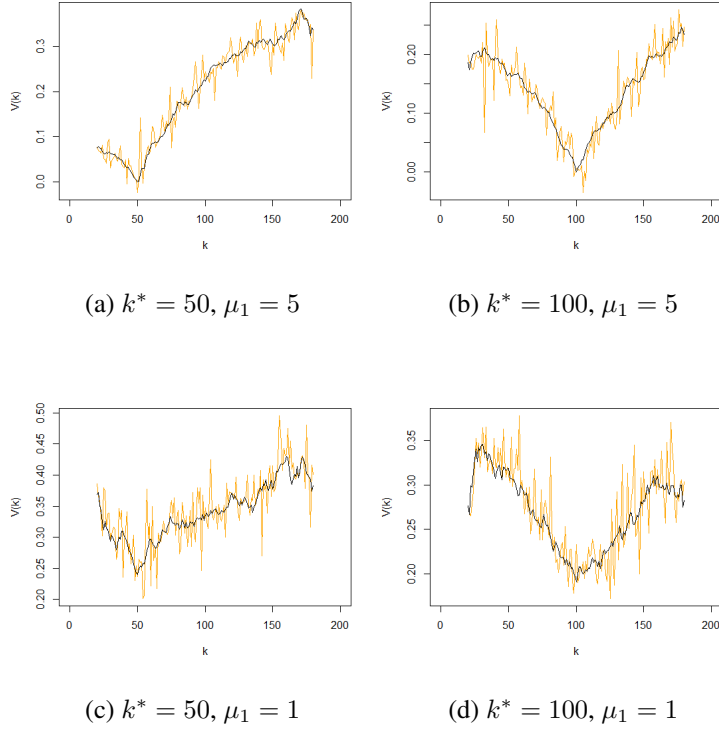 V(k)
0.0 0.1 0.2 0.3
0 50 100 150 200
k
(a) k* = 50, μ₁ = 5
V(k)
0.00 0.10 0.20
0 50 100 150 200
k
(b) k* = 100, μ₁ = 5
V(k)
0.20 0.25 0.30 0.35 0.40 0.45 0.50
0 50 100 150 200
k
(c) k* = 50, μ₁ = 1
V(k)
0.20 0.25 0.30 0.35
0 50 100 150 200
k
(d) k* = 100, μ₁ = 1